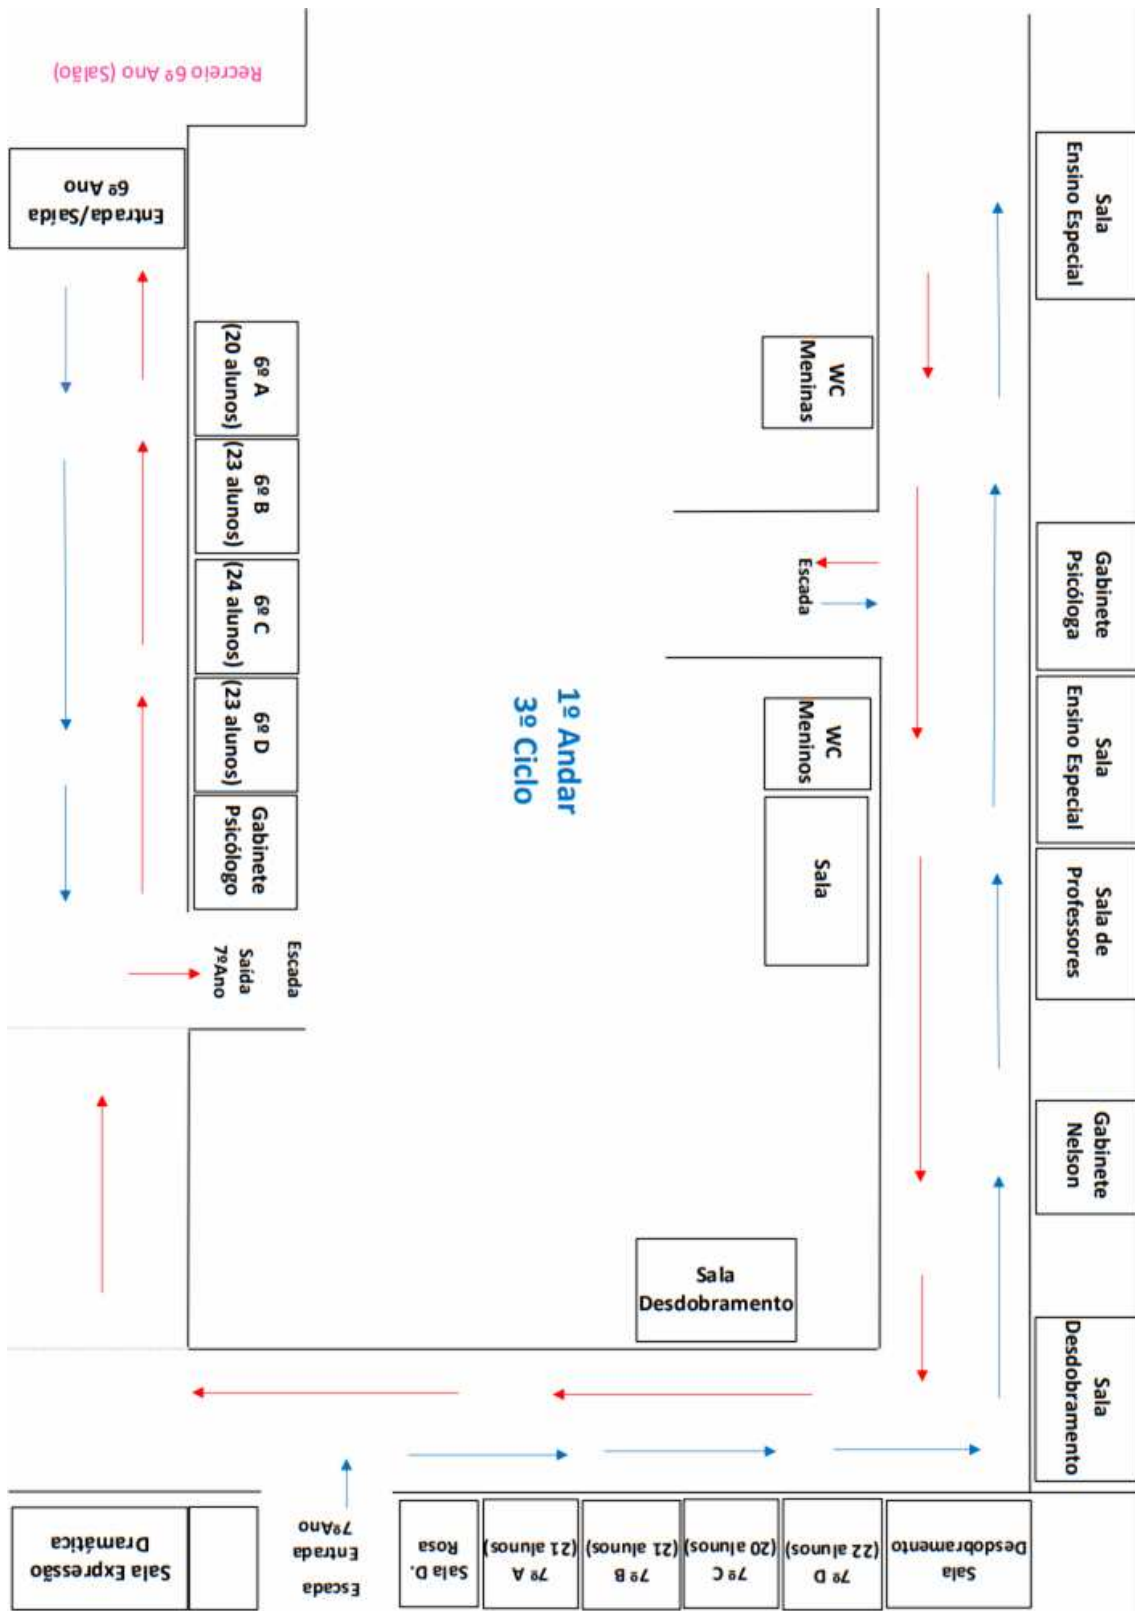 Recreio 6º Ano (Salão)
Entrada/Saída
6º Ano
6º A
(20 alunos)
6º B
(23 alunos)
6º C
(24 alunos)
6º D
(23 alunos)
Gabinete
Psicólogo
Escada
Saída
7ºAno
1º Andar
3º Ciclo
WC
Meninas
Escada
WC
Meninos
Sala
Sala
Desdobramento
Sala
Ensino Especial
Gabinete
Psicóloga
Sala
Ensino Especial
Sala de
Professores
Gabinete
Nelson
Sala
Desdobramento
Sala
Desdobramento
7º D
(22 alunos)
7º C
(20 alunos)
7º B
(21 alunos)
7º A
(21 alunos)
Sala D.
Rosa
Escada
Entrada
7ºAno
Sala Expressão
Dramática